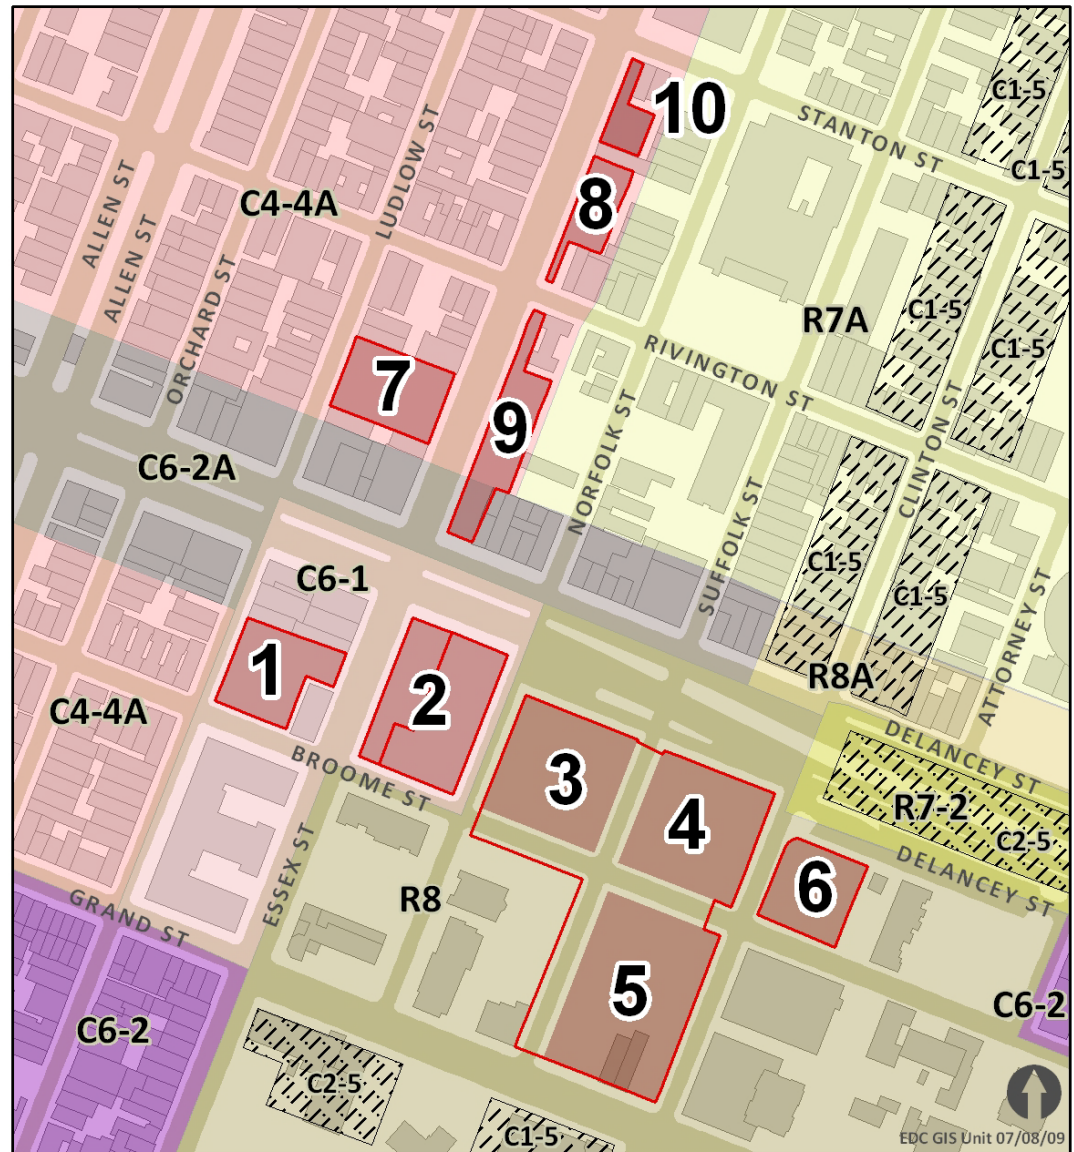 10
C1-5
STANTON ST
C1-5
LUDLOW ST
ALLEN ST
C4-4A
8
ALLEN ST
ORCHARD ST
R7A
C1-5
C1-5
RIVINGTON ST
7
9
NORFOLK ST
CLINTON ST
C6-2A
SUFFOLK ST
C1-5
C1-5
C6-1
ATTORNEY ST
1
2
R8A
C4-4A
BROOME ST
DELANCEY ST
3
4
R7-2
C2-5
DELANCEY ST
6
ESSEX ST
R8
GRAND ST
5
C6-2
C6-2
C2-5
C1-5
EDC GIS Unit 07/08/09